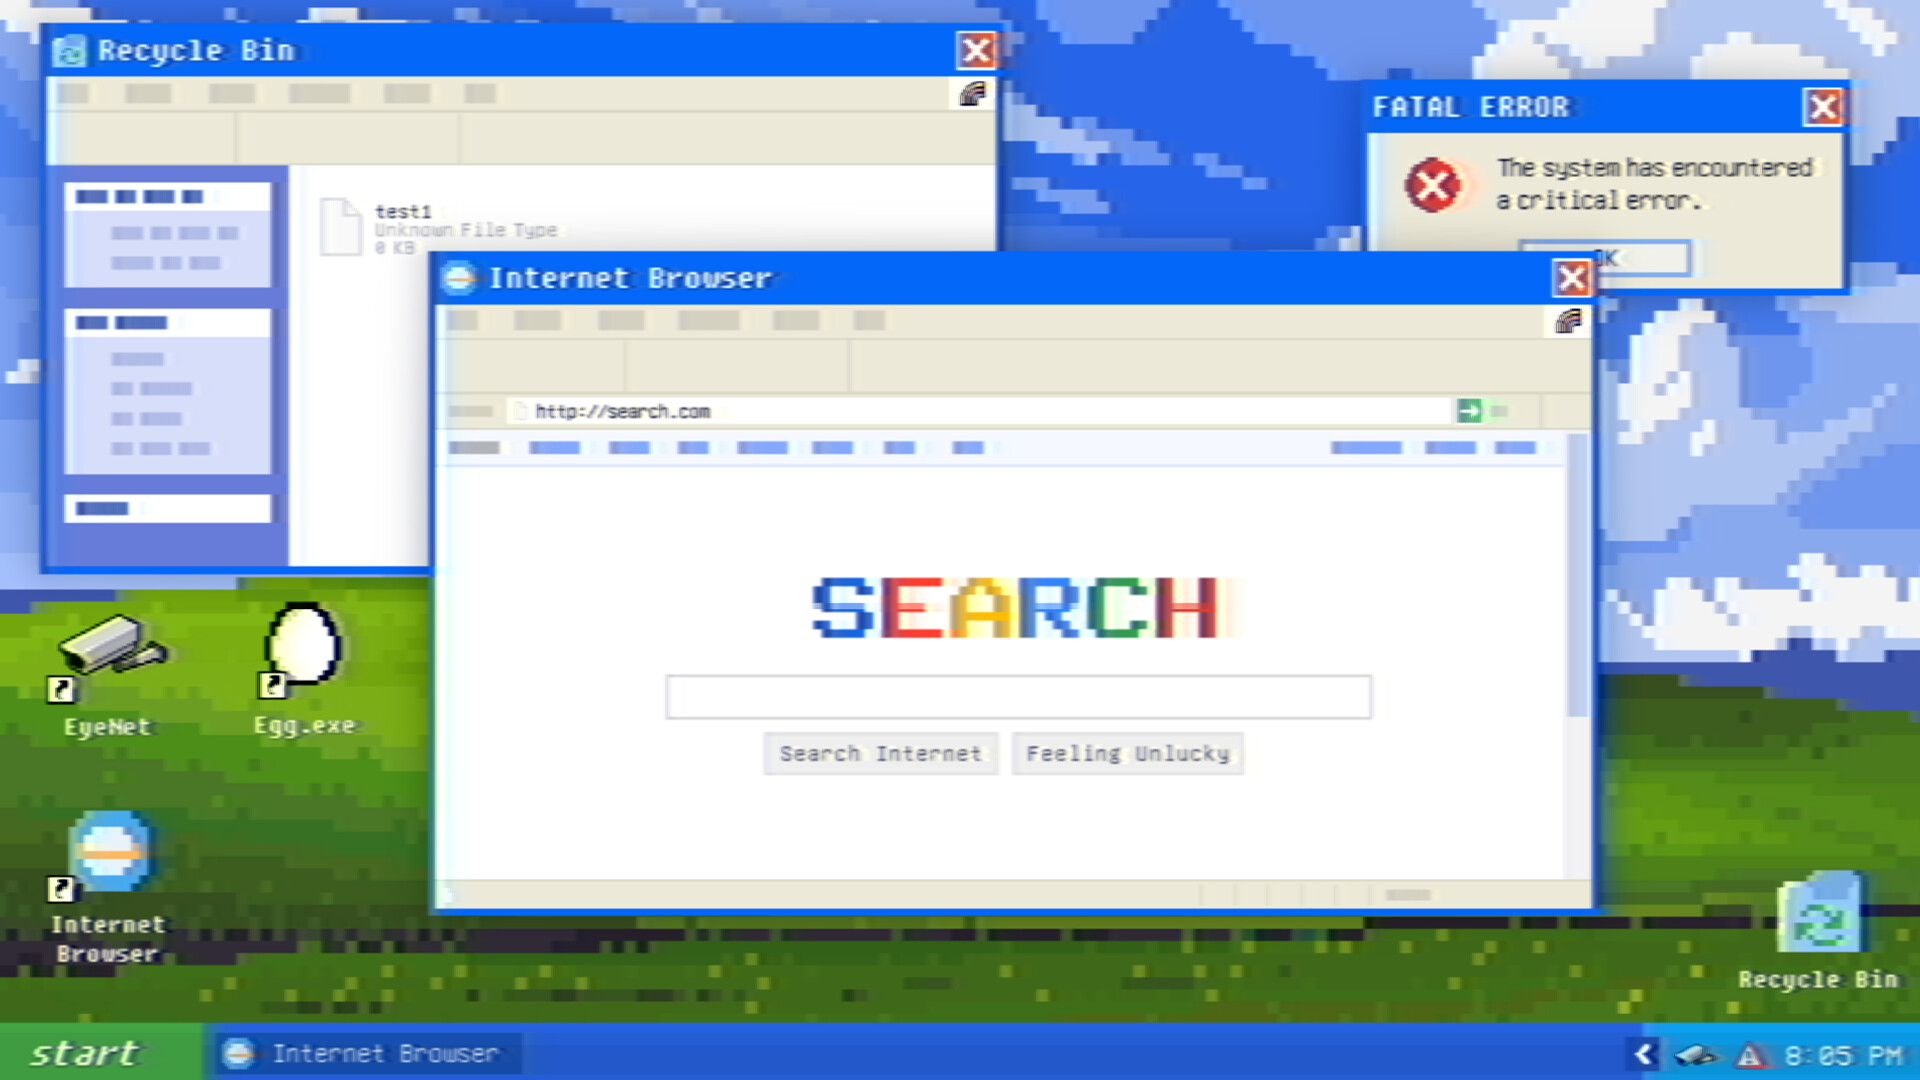 Recycle Bin
test1
Unknown File Type
0 KB
FATAL ERROR
The system has encountered
a critical error.
OK
Internet Browser
http://search.com
SEARCH
Search Internet
Feeling Unlucky
EyeNet
Egg.exe
Internet
Browser
Recycle Bin
start
Internet Browser
8:05 PM